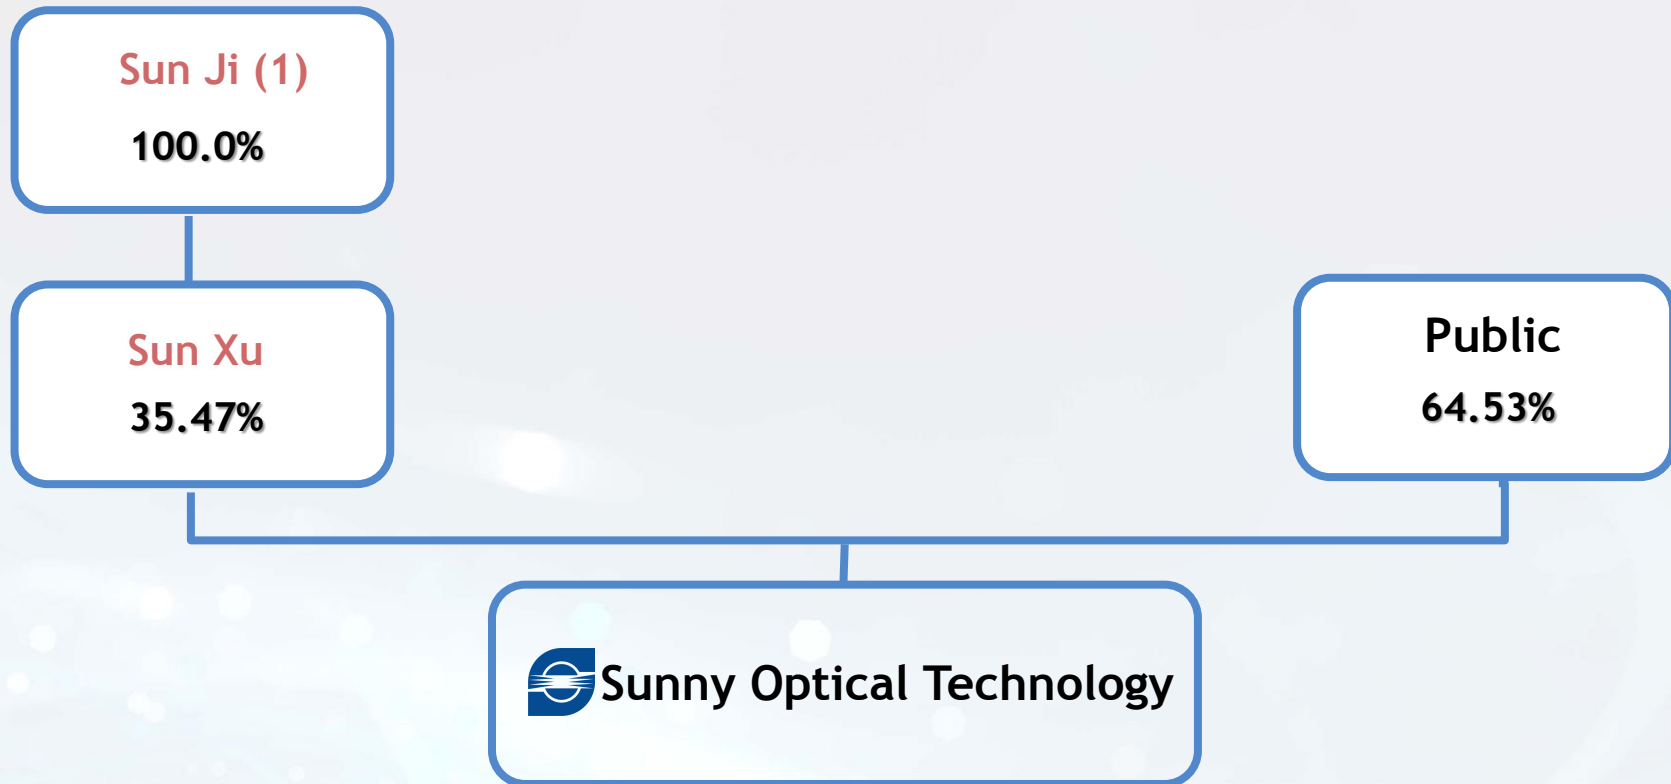 Sun Ji (1)
100.0%
Sun Xu
35.47%
Public
64.53%
Sunny Optical Technology